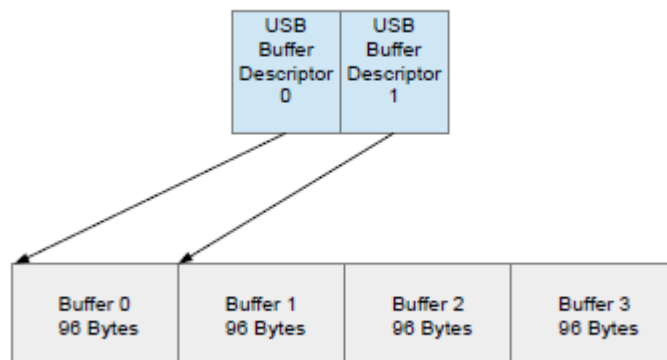 USB
Buffer
Descriptor
0
USB
Buffer
Descriptor
1
Buffer 0
96 Bytes
Buffer 1
96 Bytes
Buffer 2
96 Bytes
Buffer 3
96 Bytes